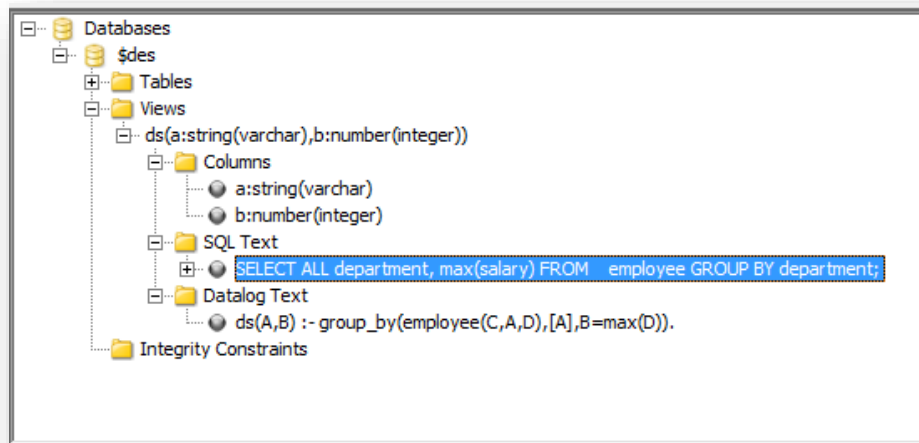 Databases
$des
Tables
Views
ds(a:string(varchar),b:number(integer))
Columns
a:string(varchar)
b:number(integer)
SQL Text
SELECT ALL department, max(salary) FROM    employee GROUP BY department;
Datalog Text
ds(A,B) :- group_by(employee(C,A,D),[A],B=max(D)).
Integrity Constraints